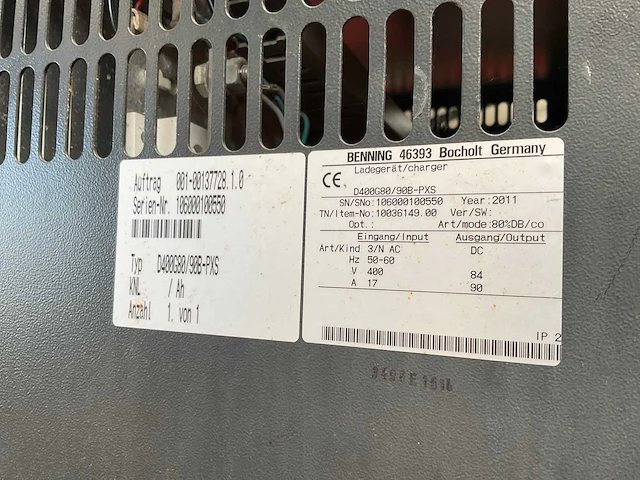 Auftrag 001-00137728.1.0
Serien-Nr. 106000100550
Typ D400G80/90B-PXS
KNL / Ah
Anzahl 1. von 1
BENNING 46393 Bocholt Germany
Ladegerät/charger
CE
D400G80/90B-PXS
SN/SNo: 106000100550 Year: 2011
TN/Item-No: 10036149.00 Ver/SW:
Opt.: Art/mode: 80%DB/co
Eingang/Input Ausgang/Output
Art/Kind 3/N AC DC
Hz 50-60
V 400 84
A 17 90
IP 2